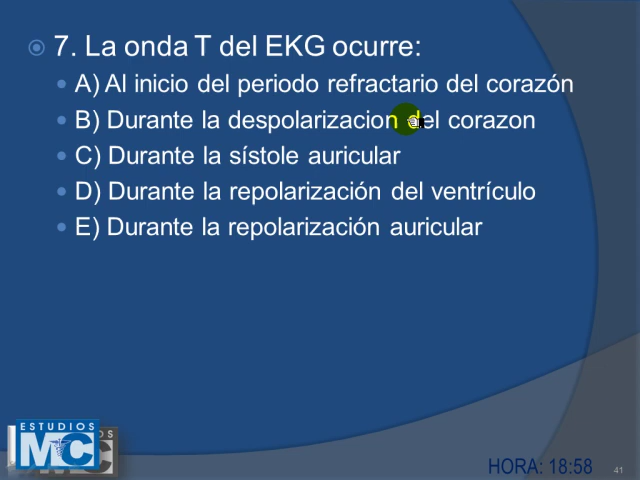 7. La onda T del EKG ocurre:
A) Al inicio del periodo refractario del corazón
B) Durante la despolarizacion del corazon
C) Durante la sístole auricular
D) Durante la repolarización del ventrículo
E) Durante la repolarización auricular
ESTUDIOS
MC
HORA: 18:58
41